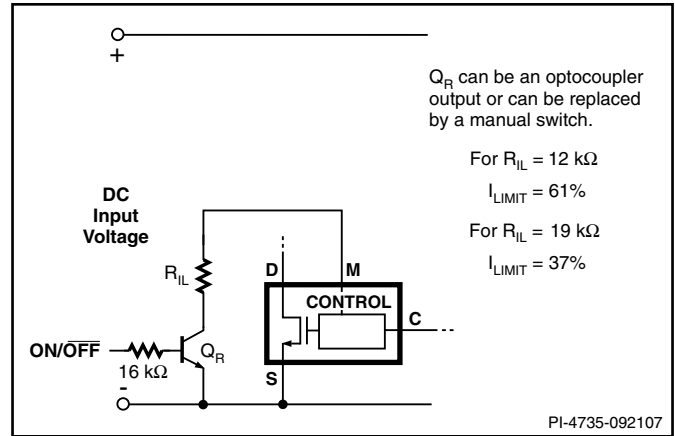 +
Q_R can be an optocoupler
output or can be replaced
by a manual switch.
For R_IL = 12 kΩ
I_LIMIT = 61%
For R_IL = 19 kΩ
I_LIMIT = 37%
DC
Input
Voltage
R_IL
D
M
CONTROL
C
ON/O̅F̅F̅
16 kΩ
Q_R
S
-
PI-4735-092107